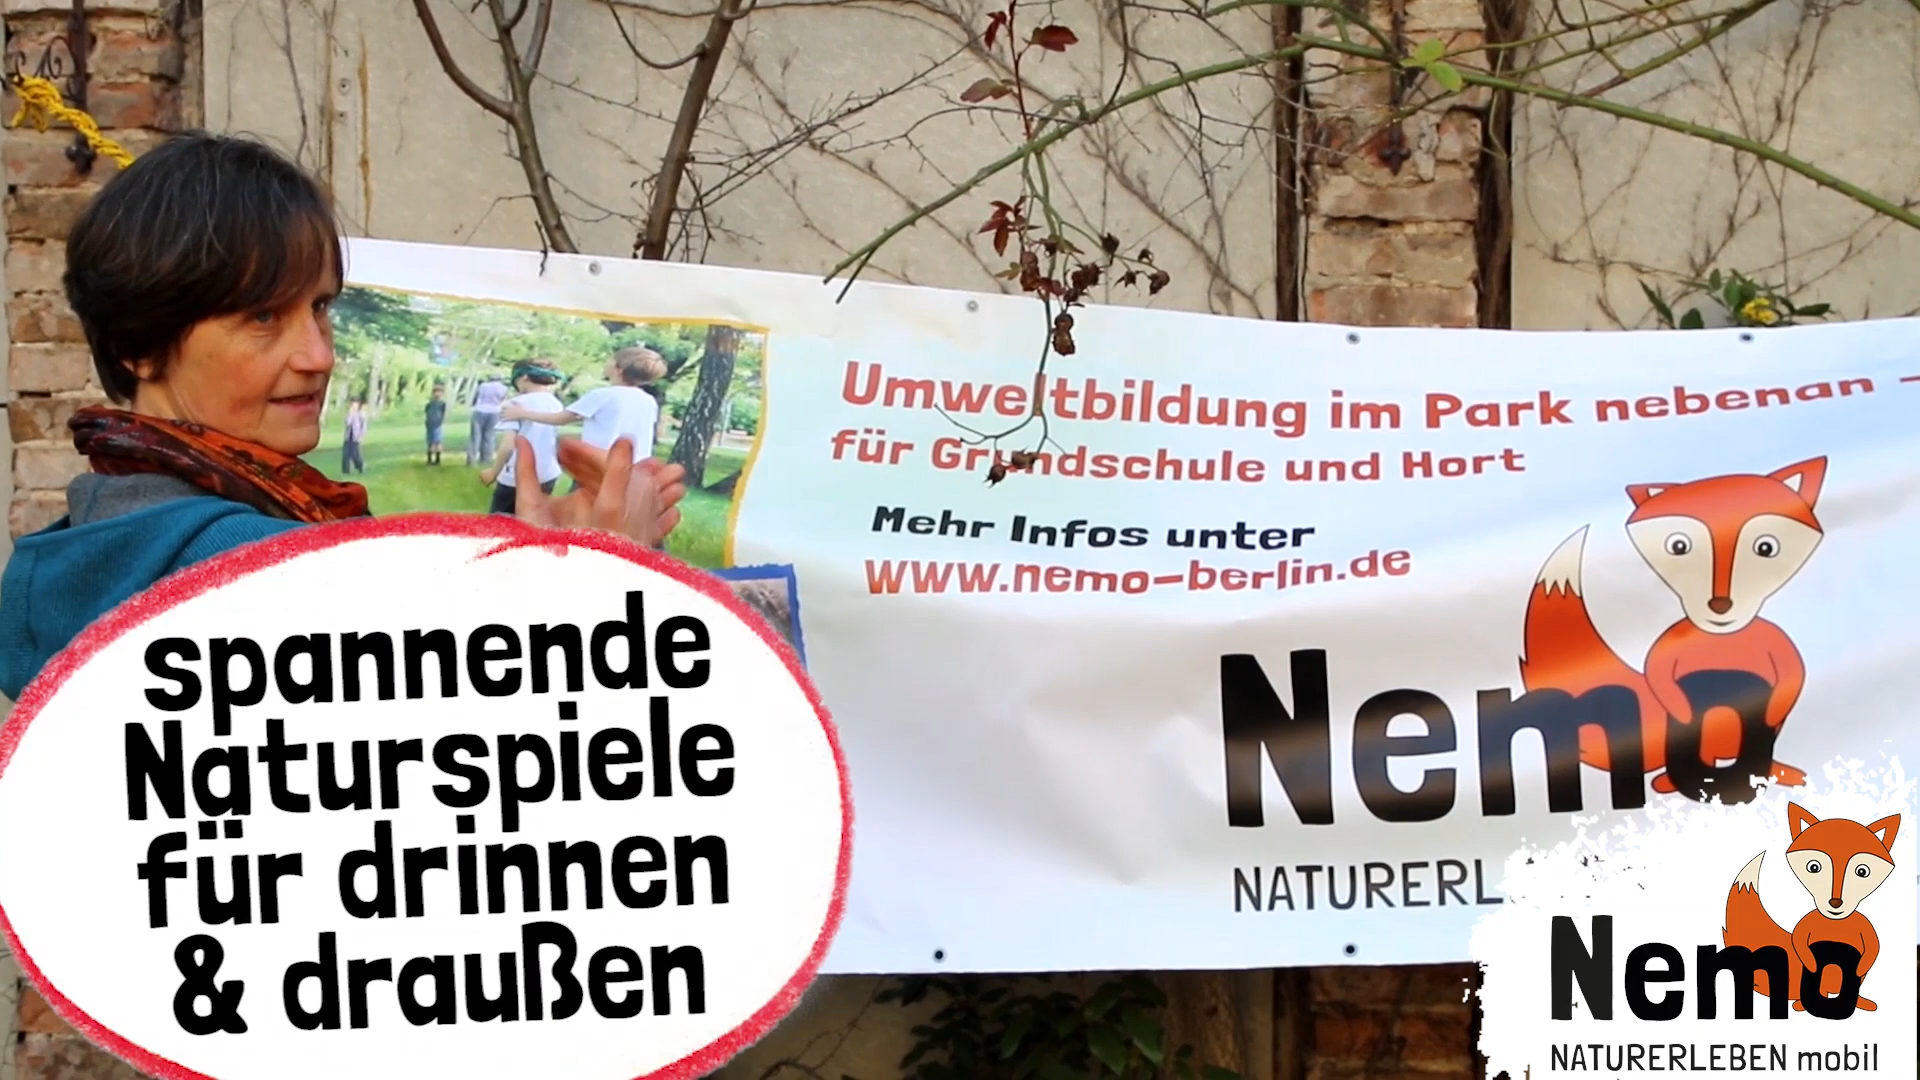 Umweltbildung im Park nebenan -
für Grundschule und Hort
Mehr Infos unter
www.nemo-berlin.de
Nemo
NATURERL
spannende
Naturspiele
für drinnen
& draußen
Nemo
NATURERLEBEN mobil